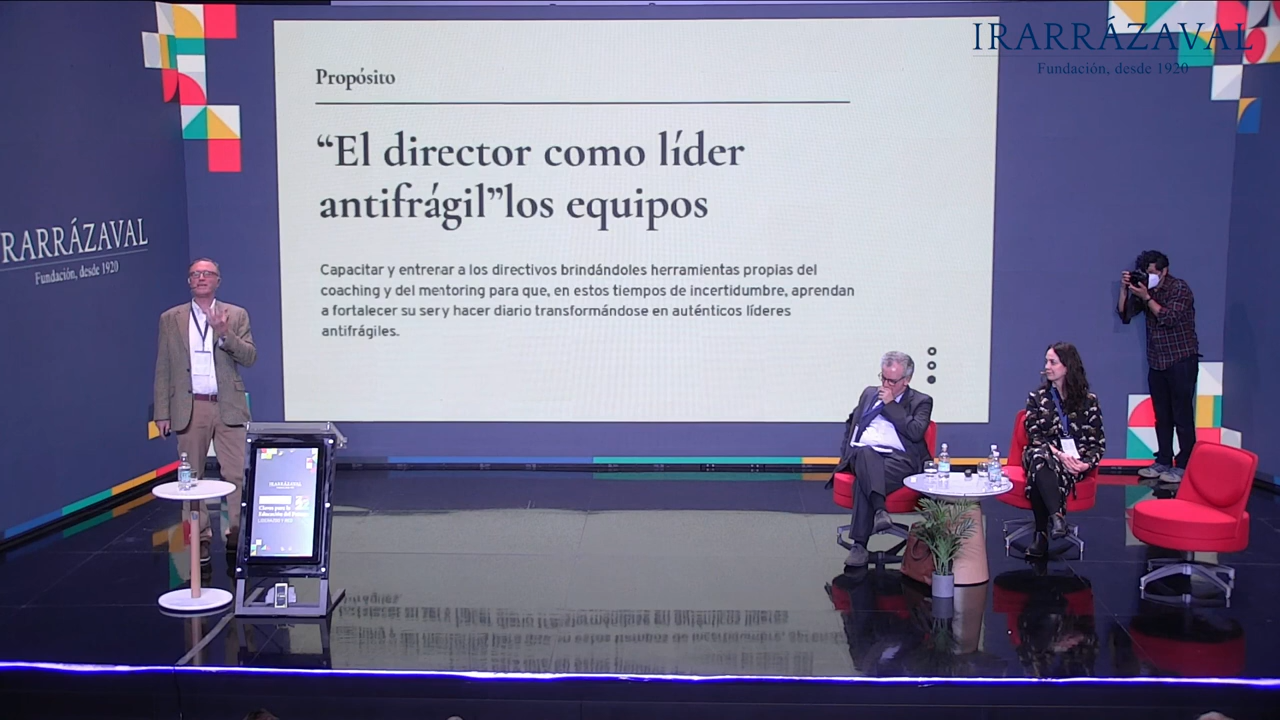 IRARRÁZAVAL
Fundación, desde 1920
Propósito
“El director como líder
antifrágil”los equipos
Capacitar y entrerar a los directivos brindándoles herramientas propias del
coaching y del mentoring para que, en estos tiempos de incertidumbre, aprendan
a fortalecer su ser y hacer diario transformándose en auténticos líderes
antifrágiles.
RARRÁZAVAL
Fundación, desde 1920
IRARRÁZAVAL